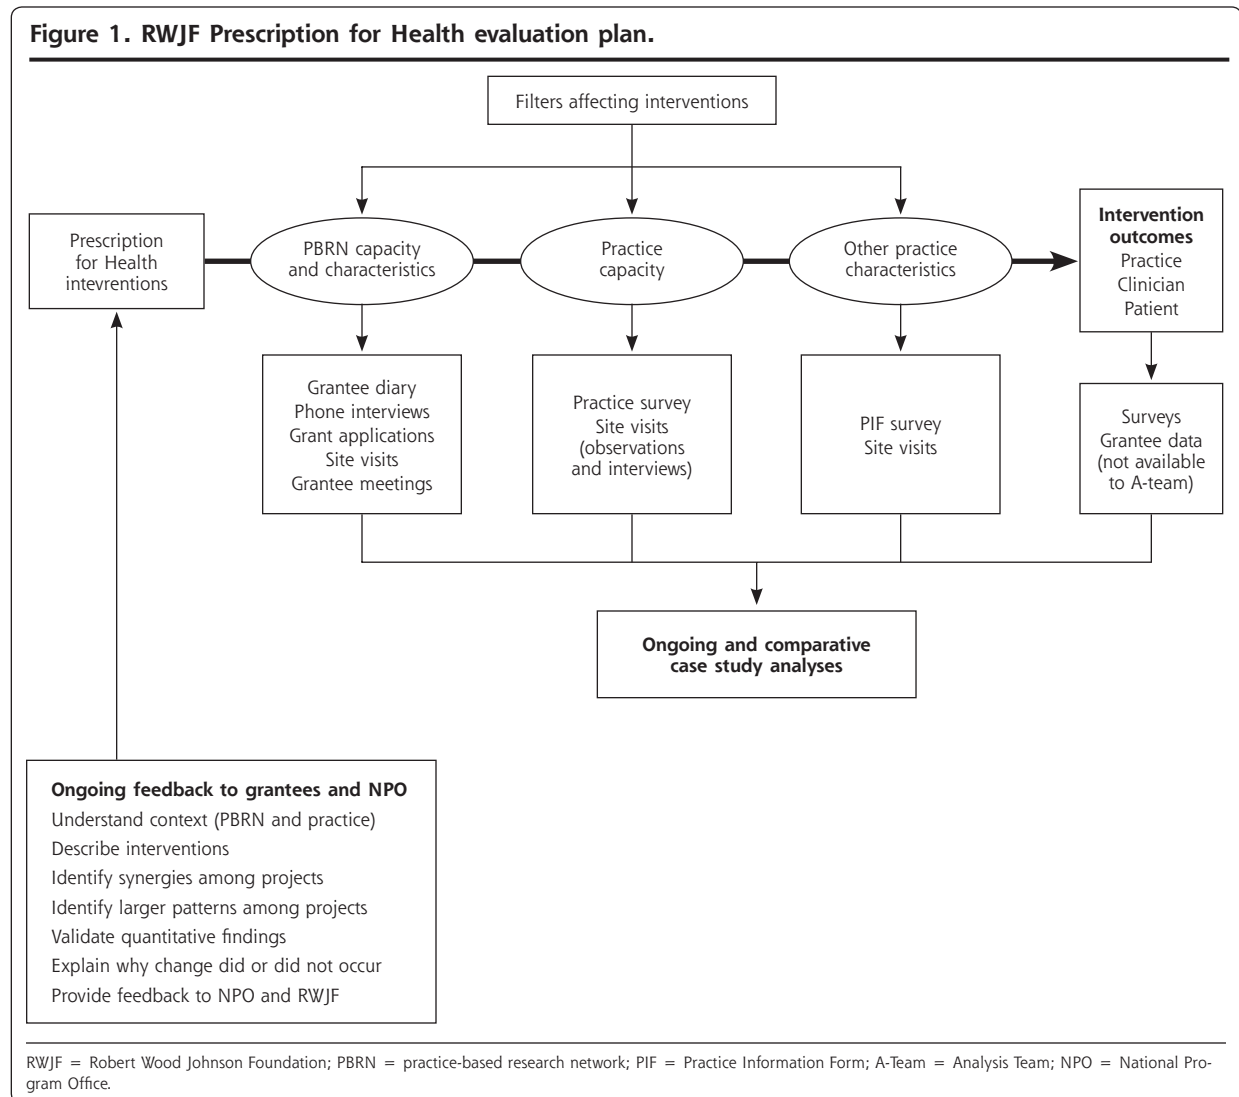 Figure 1. RWJF Prescription for Health evaluation plan.
Filters affecting interventions
Prescription
for Health
intevrentions
PBRN capacity
and characteristics
Practice
capacity
Other practice
characteristics
Intervention
outcomes
Practice
Clinician
Patient
Grantee diary
Phone interviews
Grant applications
Site visits
Grantee meetings
Practice survey
Site visits
(observations
and interviews)
PIF survey
Site visits
Surveys
Grantee data
(not available
to A-team)
Ongoing and comparative
case study analyses
Ongoing feedback to grantees and NPO
Understand context (PBRN and practice)
Describe interventions
Identify synergies among projects
Identify larger patterns among projects
Validate quantitative findings
Explain why change did or did not occur
Provide feedback to NPO and RWJF
RWJF = Robert Wood Johnson Foundation; PBRN = practice-based research network; PIF = Practice Information Form; A-Team = Analysis Team; NPO = National Pro-
gram Office.